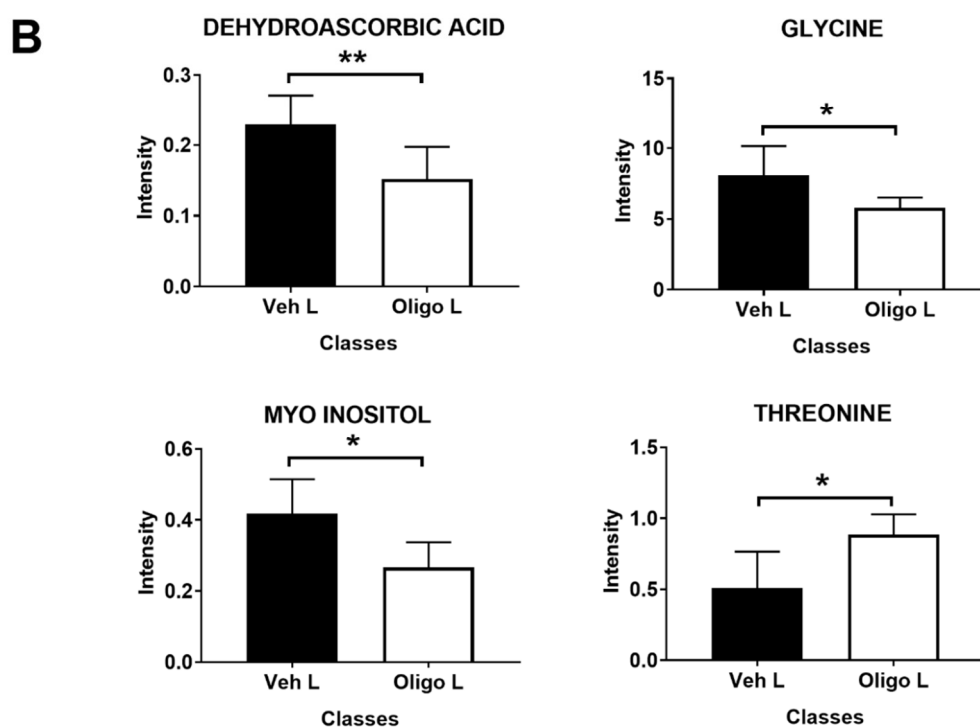 B
DEHYDROASCORBIC ACID
**
0.3
0.2
0.1
0.0
Intensity
Veh L Oligo L
Classes
GLYCINE
*
15
10
5
0
Intensity
Veh L Oligo L
Classes
MYO INOSITOL
*
0.6
0.4
0.2
0.0
Intensity
Veh L Oligo L
Classes
THREONINE
*
1.5
1.0
0.5
0.0
Intensity
Veh L Oligo L
Classes